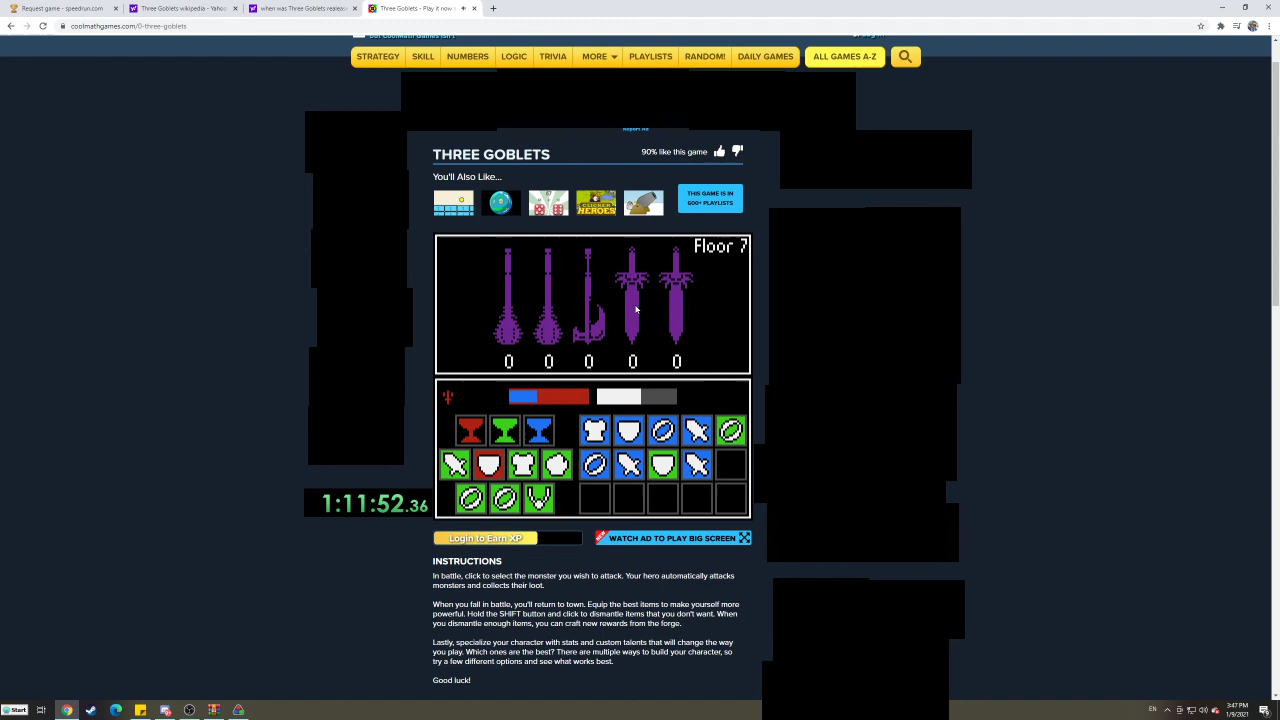 Request game - speedrun.com
Three Goblets wikipedia -
when was Three Goblets realease
Three Goblets - Play it now
coolmathgames.com/0-three-goblets
STRATEGY SKILL NUMBERS LOGIC TRIVIA MORE PLAYLISTS RANDOM! DAILY GAMES ALL GAMES A-Z
Report Ad
THREE GOBLETS
90% like this game
You'll Also Like...
CLICKER
HEROES
THIS GAME IS IN
600+ PLAYLISTS
Floor 7
0 0 0 0 0
1:11:52.36
Login to Earn XP
WATCH AD TO PLAY BIG SCREEN
INSTRUCTIONS
In battle, click to select the monster you wish to attack. Your hero automatically attacks
monsters and collects their loot.
When you fall in battle, you'll return to town. Equip the best items to make yourself more
powerful. Hold the SHIFT button and click to dismantle items that you don't want. When
you dismantle enough items, you can craft new rewards from the forge.
Lastly, specialize your character with stats and custom talents that will change the way
you play. Which ones are the best? There are multiple ways to build your character, so
try a few different options and see what works best.
Good luck!
Start
EN
3:47 PM
1/9/2021